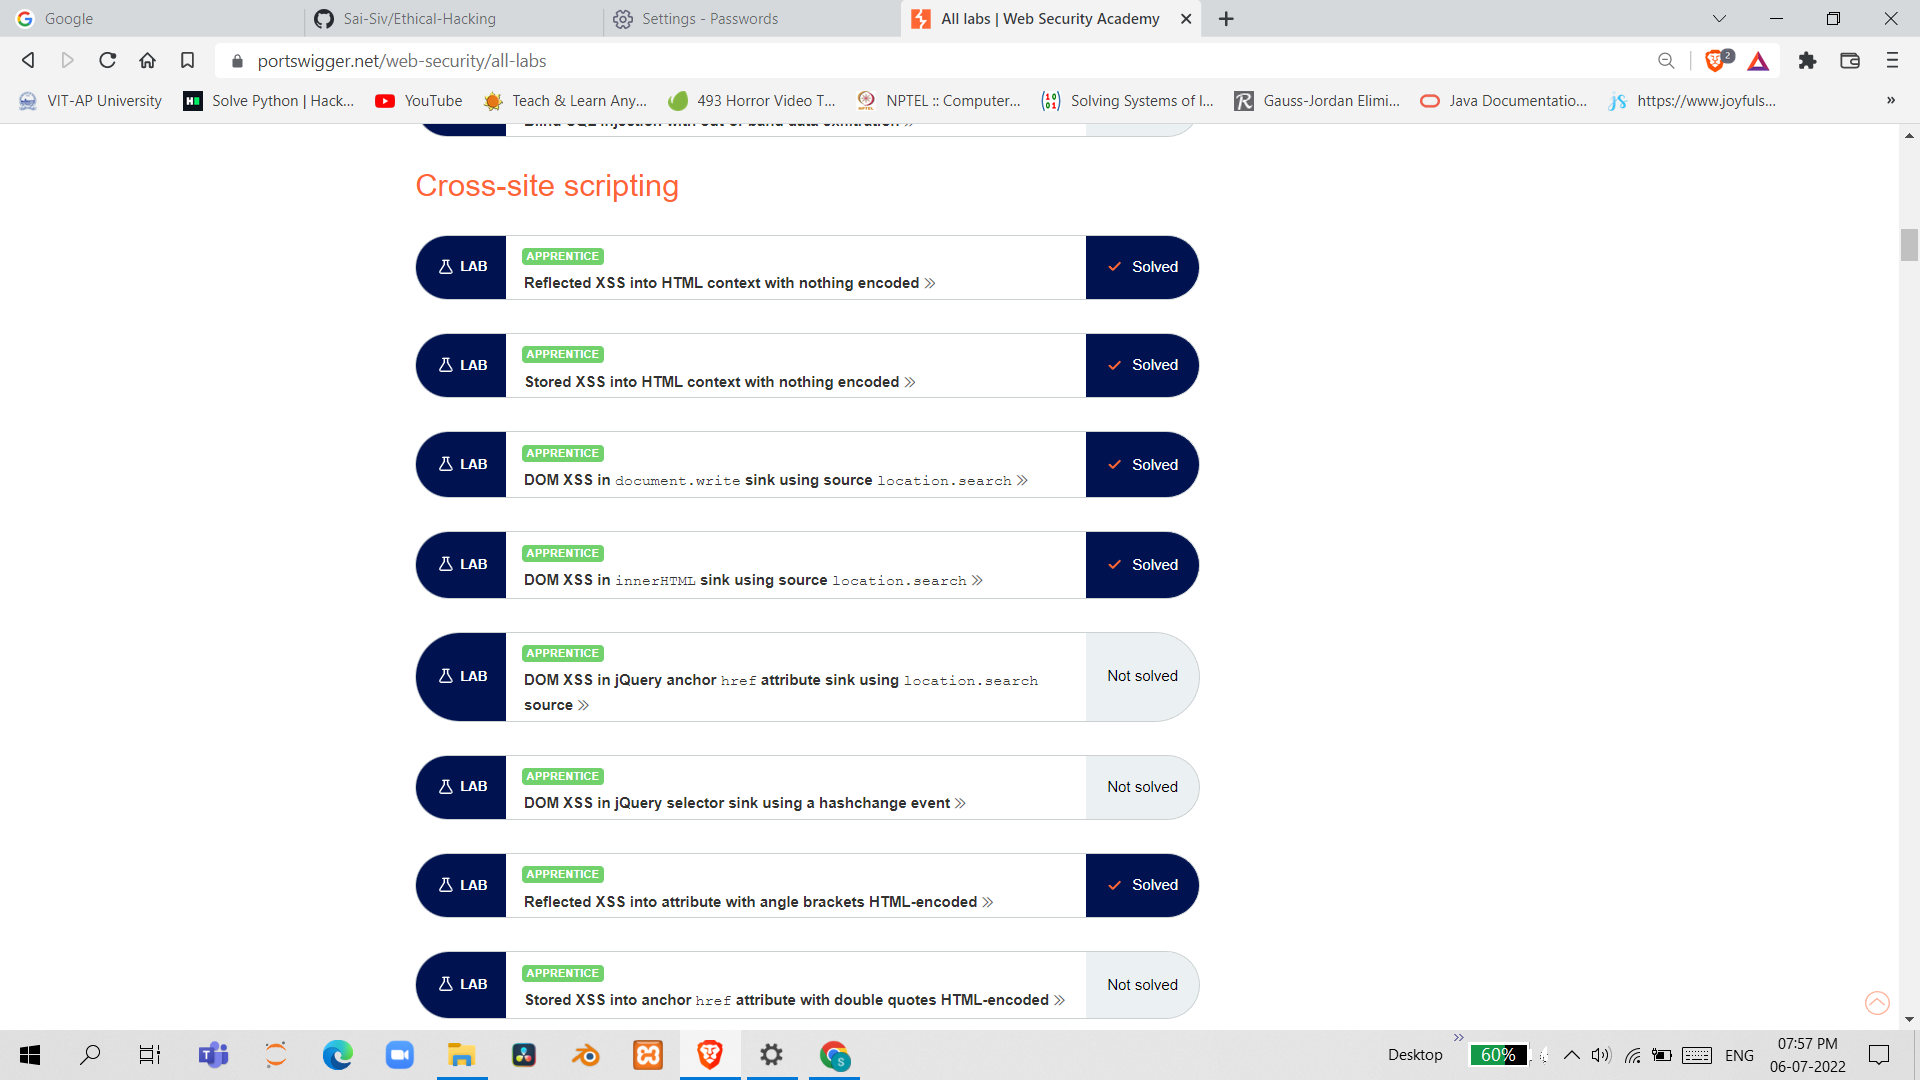 Google
Sai-Siv/Ethical-Hacking
Settings - Passwords
All labs | Web Security Academy
portswigger.net/web-security/all-labs
2
VIT-AP University
Solve Python | Hack...
YouTube
Teach & Learn Any...
493 Horror Video T...
NPTEL :: Computer...
Solving Systems of l...
Gauss-Jordan Elimi...
Java Documentatio...
https://www.joyfuls...
»
Cross-site scripting
LAB
APPRENTICE
Reflected XSS into HTML context with nothing encoded »
Solved
LAB
APPRENTICE
Stored XSS into HTML context with nothing encoded »
Solved
LAB
APPRENTICE
DOM XSS in document.write sink using source location.search »
Solved
LAB
APPRENTICE
DOM XSS in innerHTML sink using source location.search »
Solved
LAB
APPRENTICE
DOM XSS in jQuery anchor href attribute sink using location.search
source »
Not solved
LAB
APPRENTICE
DOM XSS in jQuery selector sink using a hashchange event »
Not solved
LAB
APPRENTICE
Reflected XSS into attribute with angle brackets HTML-encoded »
Solved
LAB
APPRENTICE
Stored XSS into anchor href attribute with double quotes HTML-encoded »
Not solved
Desktop
»
60%
ENG
07:57 PM
06-07-2022